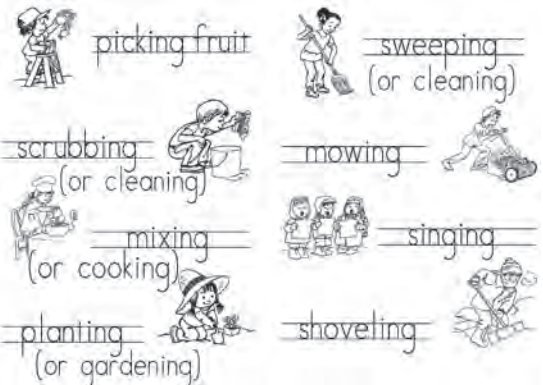 picking fruit
sweeping
(or cleaning)
scrubbing
(or cleaning)
mowing
mixing
(or cooking)
singing
planting
(or gardening)
shoveling